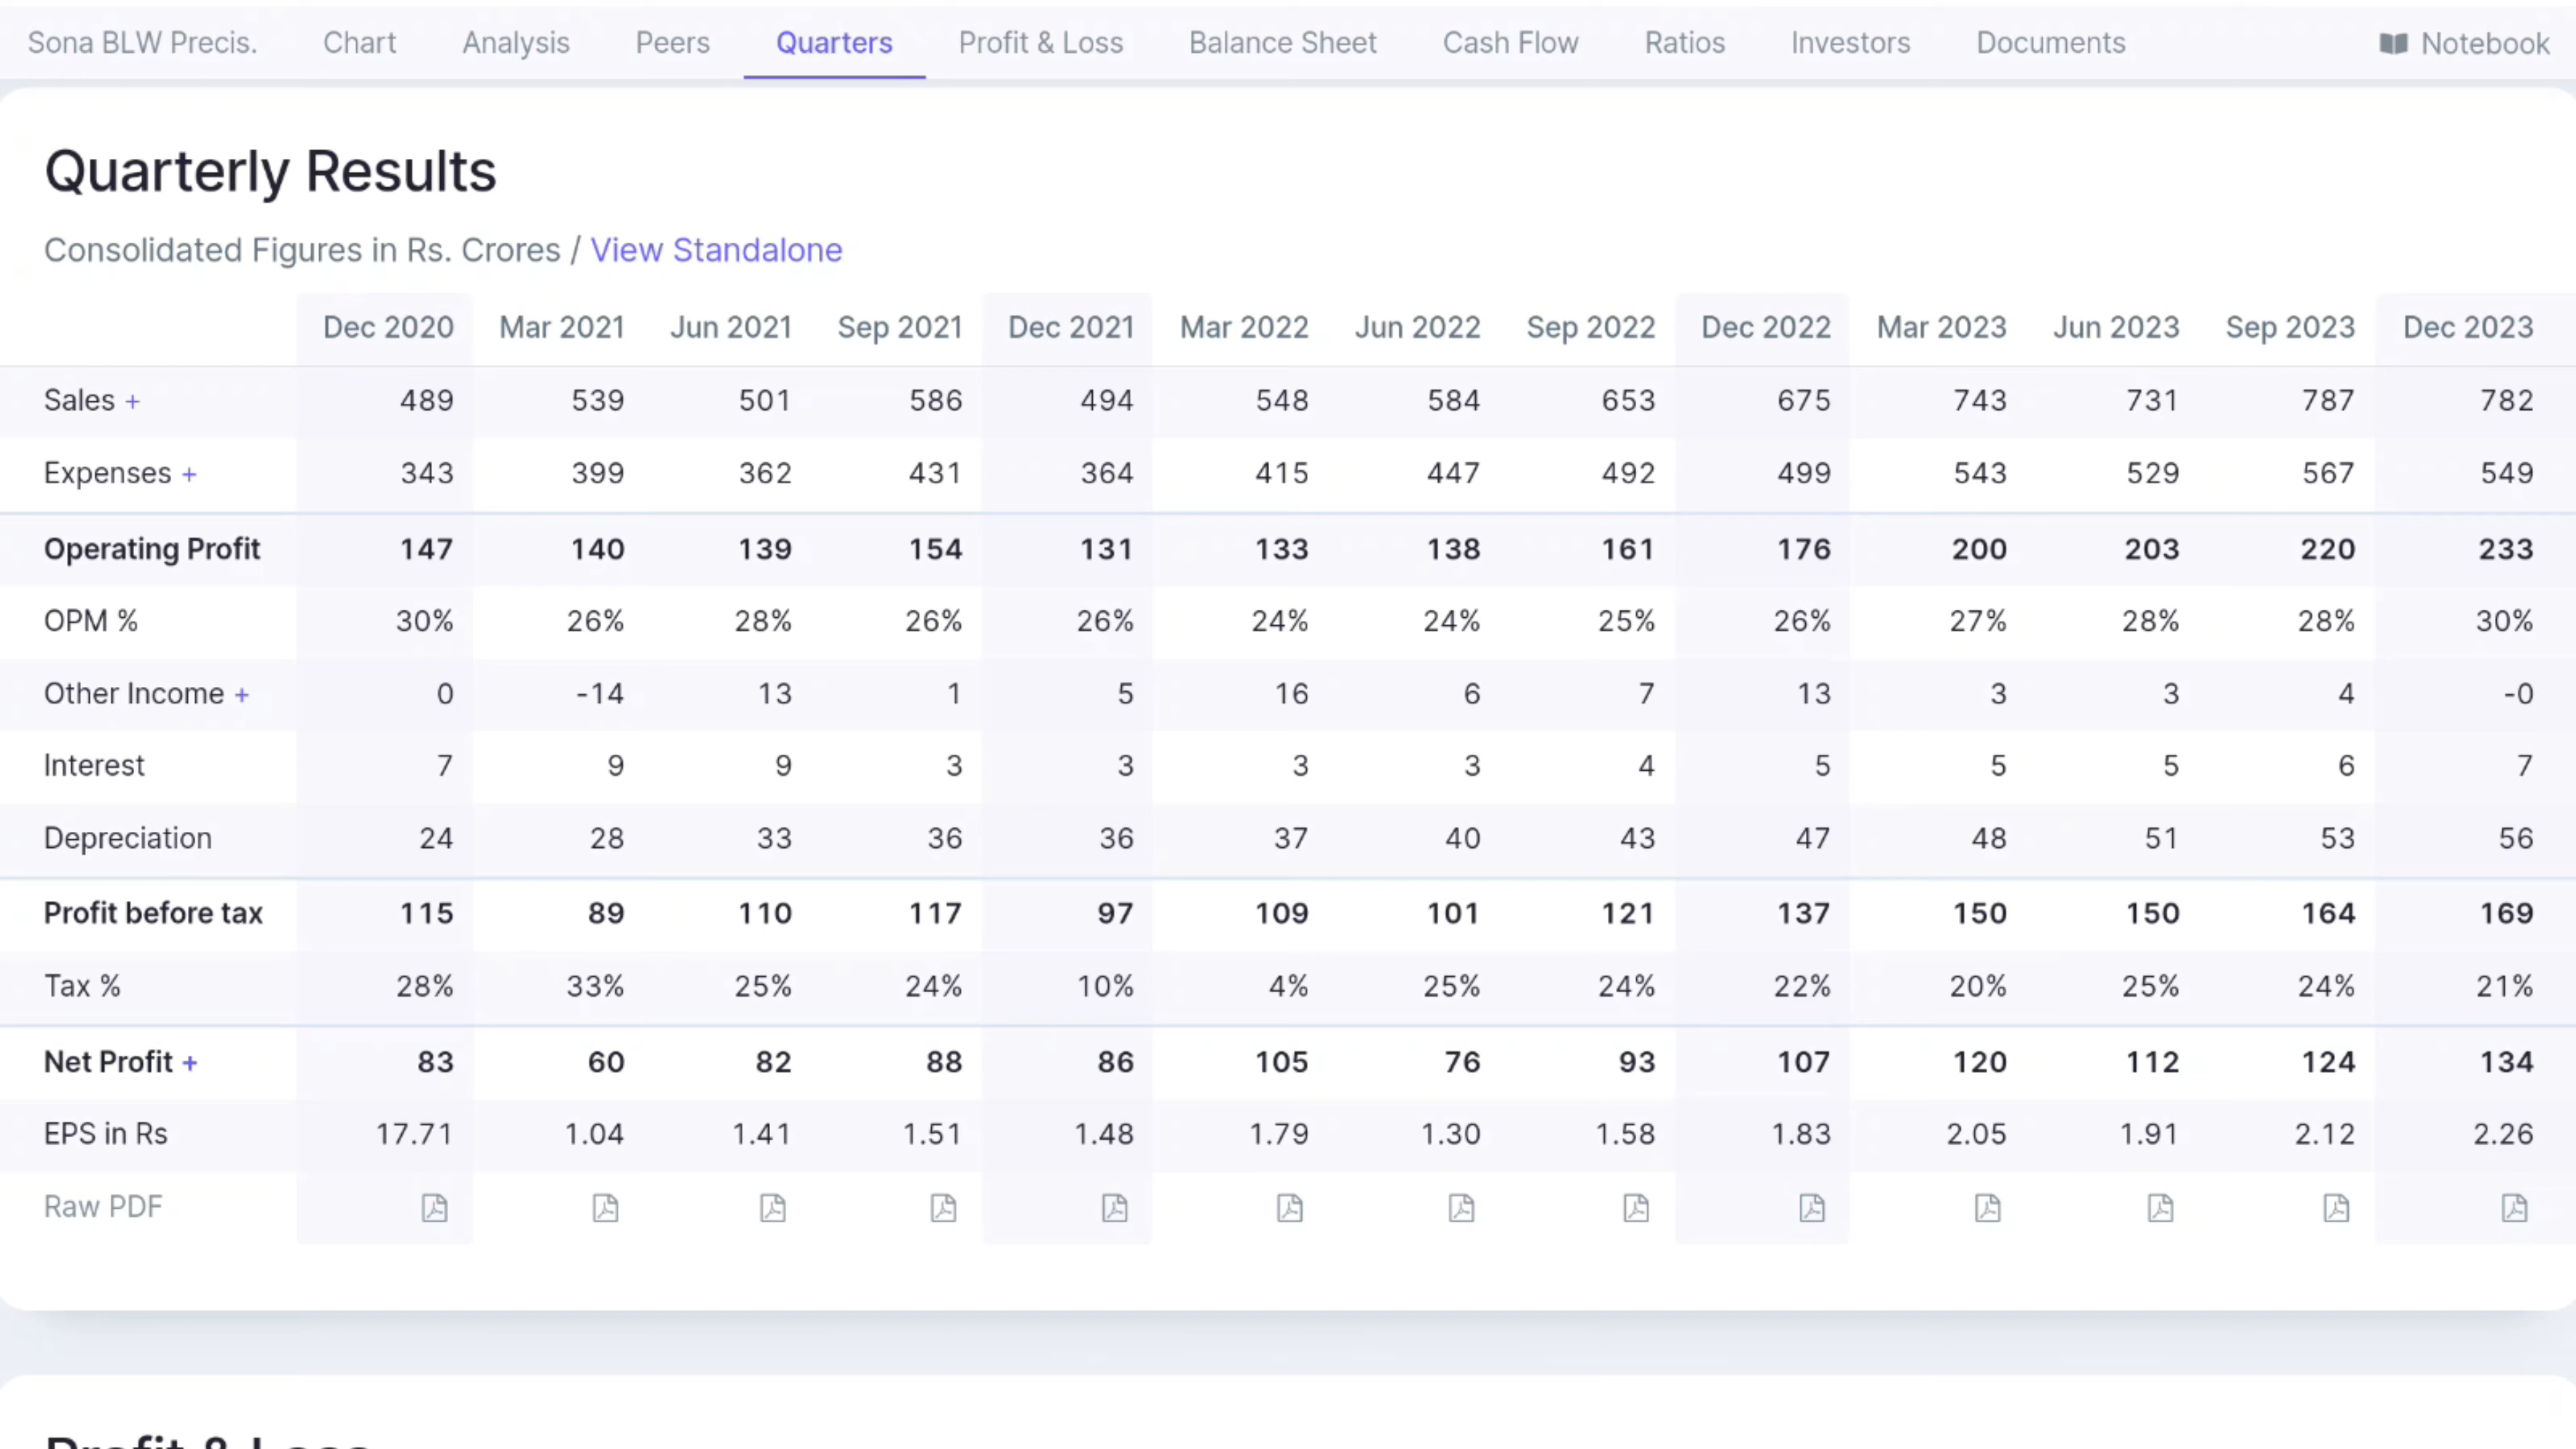 Sona BLW Precis. Chart Analysis Peers Quarters Profit & Loss Balance Sheet Cash Flow Ratios Investors Documents Notebook
Quarterly Results
Consolidated Figures in Rs. Crores / View Standalone
Dec 2020 Mar 2021 Jun 2021 Sep 2021 Dec 2021 Mar 2022 Jun 2022 Sep 2022 Dec 2022 Mar 2023 Jun 2023 Sep 2023 Dec 2023
Sales + 489 539 501 586 494 548 584 653 675 743 731 787 782
Expenses + 343 399 362 431 364 415 447 492 499 543 529 567 549
Operating Profit 147 140 139 154 131 133 138 161 176 200 203 220 233
OPM % 30% 26% 28% 26% 26% 24% 24% 25% 26% 27% 28% 28% 30%
Other Income + 0 -14 13 1 5 16 6 7 13 3 3 4 -0
Interest 7 9 9 3 3 3 3 4 5 5 5 6 7
Depreciation 24 28 33 36 36 37 40 43 47 48 51 53 56
Profit before tax 115 89 110 117 97 109 101 121 137 150 150 164 169
Tax % 28% 33% 25% 24% 10% 4% 25% 24% 22% 20% 25% 24% 21%
Net Profit + 83 60 82 88 86 105 76 93 107 120 112 124 134
EPS in Rs 17.71 1.04 1.41 1.51 1.48 1.79 1.30 1.58 1.83 2.05 1.91 2.12 2.26
Raw PDF
Profit & Loss